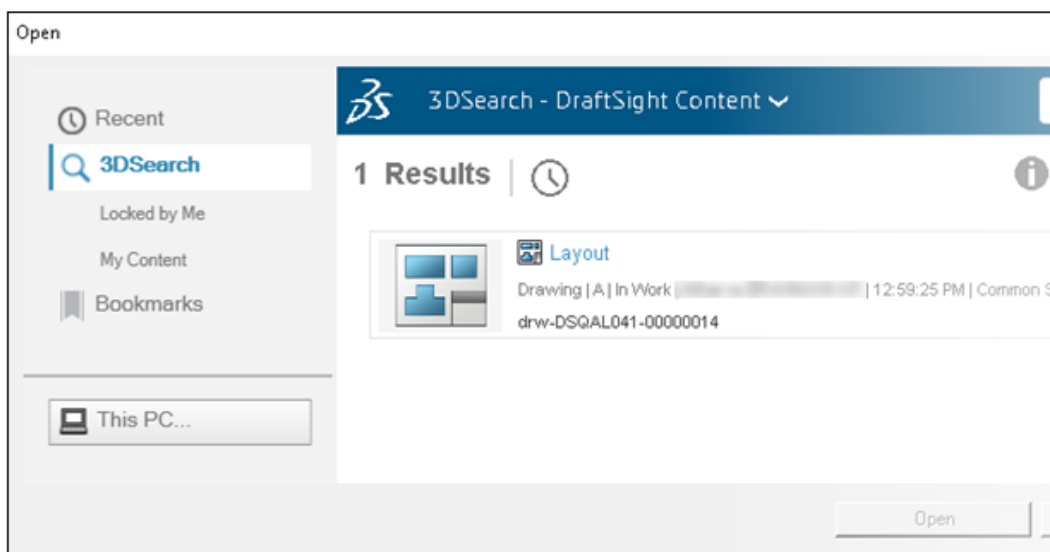 Open
Recent
3DSearch
Locked by Me
My Content
Bookmarks
This PC...
3DSearch - DraftSight Content
1 Results
Layout
Drawing | A | In Work | | 12:59:25 PM | Common S
drw-DSQAL041-00000014
Open